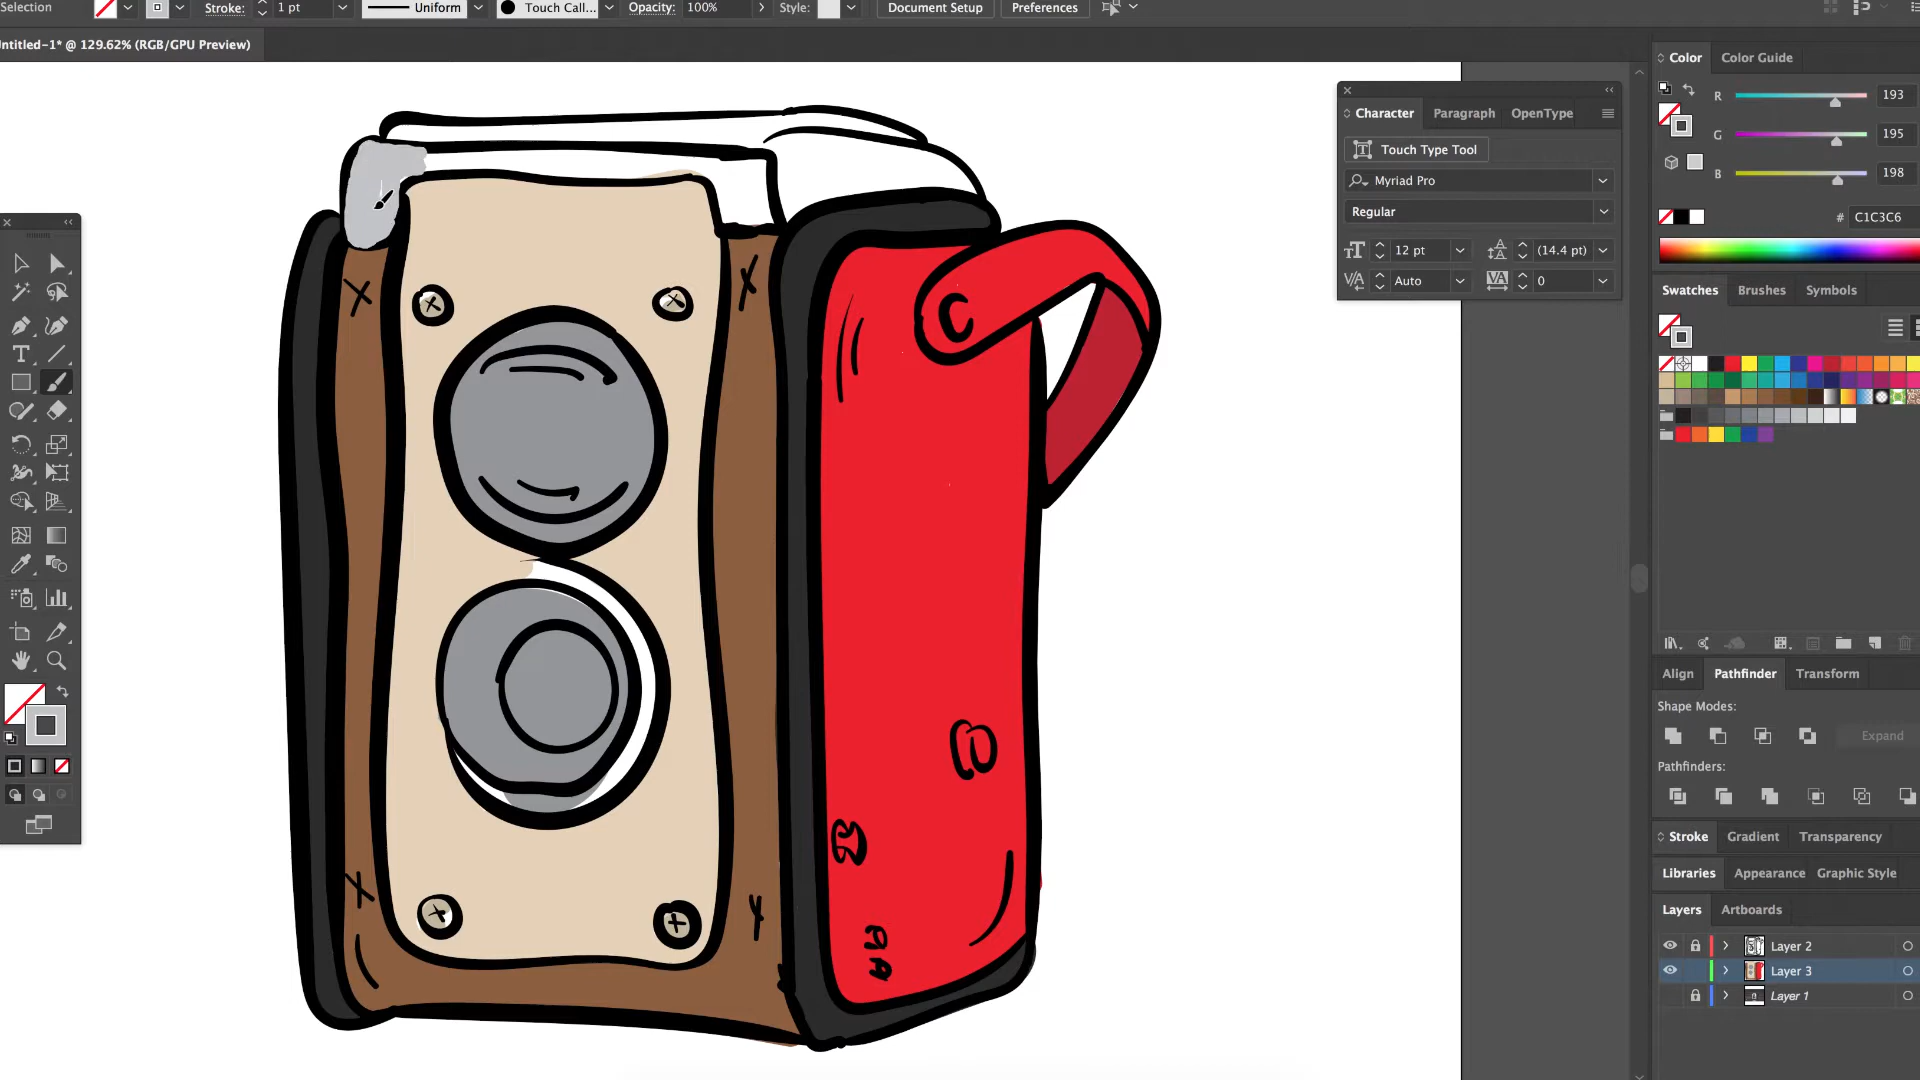 Selection
Stroke: 1 pt Uniform Touch Call... Opacity: 100% Style: Document Setup Preferences
ntitled-1* @ 129.62% (RGB/GPU Preview)
Character Paragraph OpenType
Touch Type Tool
Myriad Pro
Regular
12 pt (14.4 pt)
Auto 0
Color Color Guide
R 193
G 195
B 198
# C1C3C6
Swatches Brushes Symbols
Align Pathfinder Transform
Shape Modes:
Expand
Pathfinders:
Stroke Gradient Transparency
Libraries Appearance Graphic Style
Layers Artboards
Layer 2
Layer 3
Layer 1